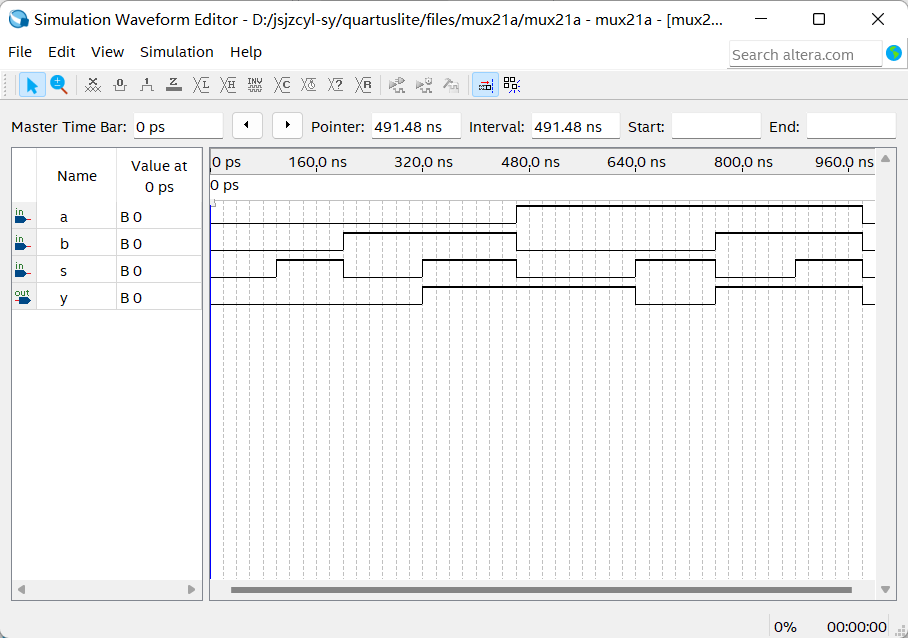 Simulation Waveform Editor - D:/jsjzcyl-sy/quartuslite/files/mux21a/mux21a - mux21a - [mux2...
File Edit View Simulation Help
Search altera.com
Master Time Bar: 0 ps Pointer: 491.48 ns Interval: 491.48 ns Start: End:
Name Value at 0 ps
0 ps 160.0 ns 320.0 ns 480.0 ns 640.0 ns 800.0 ns 960.0 ns
0 ps
in a B 0
in b B 0
in s B 0
out y B 0
0% 00:00:00